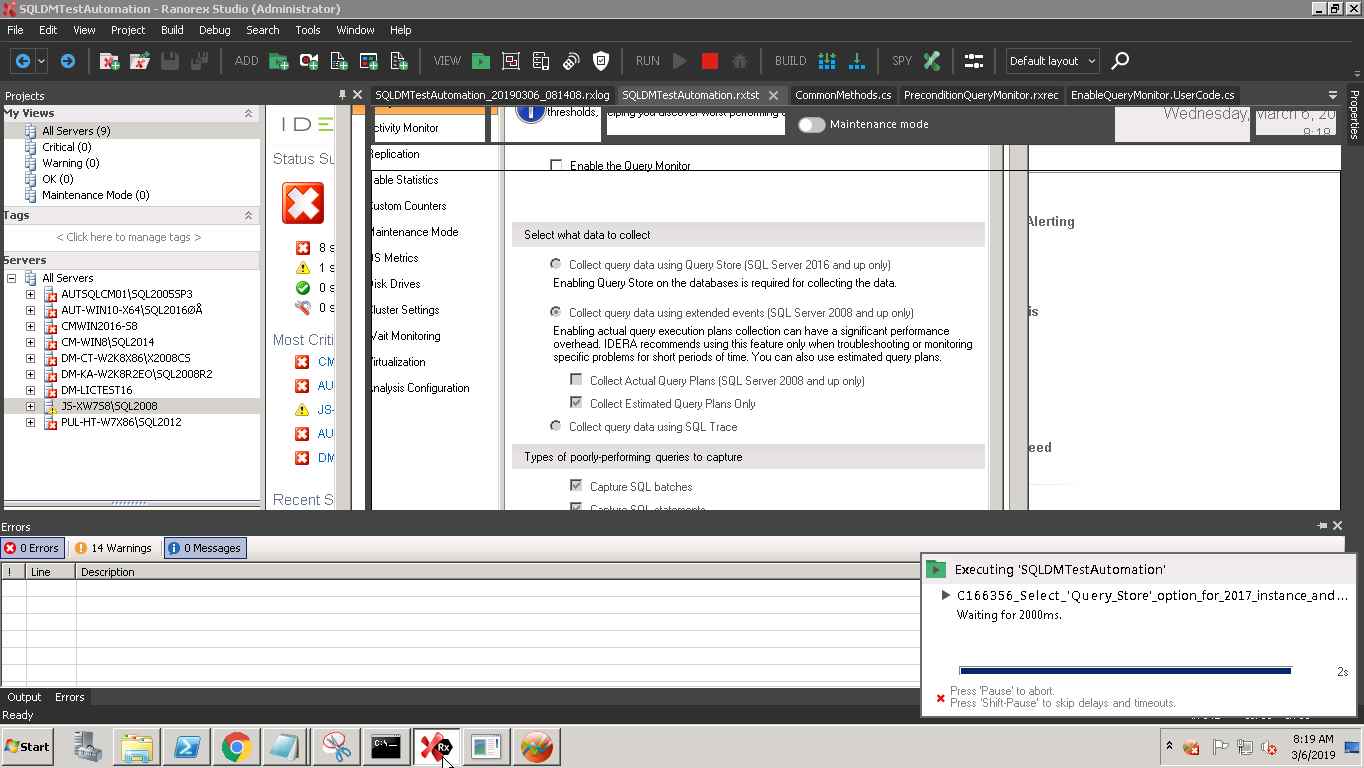 SQLDMTestAutomation - Ranorex Studio (Administrator)
File Edit View Project Build Debug Search Tools Window Help
ADD VIEW RUN BUILD SPY Default layout
Projects
SQLDMTestAutomation_20190306_081408.rxlog SQLDMTestAutomation.rxtst CommonMethods.cs PreconditionQueryMonitor.rxrec EnableQueryMonitor.UserCode.cs
Properties
My Views
All Servers (9)
Critical (0)
Warning (0)
OK (0)
Maintenance Mode (0)
Tags
< Click here to manage tags >
Servers
All Servers
AUTSQLCM01\SQL2005SP3
AUT-WIN10-X64\SQL2016ØÅ
CMWIN2016-S8
CM-WIN8\SQL2014
DM-CT-W2K8X86\X2008CS
DM-KA-W2K8R2EO\SQL2008R2
DM-LICTEST16
JS-XW7S8\SQL2008
PUL-HT-W7X86\SQL2012
IDE
Status Su
8 s
1 s
0 s
0 s
Most Criti
CM
AU
JS-
AU
DM
Recent S
ctivity Monitor
Replication
able Statistics
Custom Counters
Maintenance Mode
OS Metrics
Disk Drives
Cluster Settings
Wait Monitoring
Virtualization
Analysis Configuration
thresholds,
Maintenance mode
Wednesday, March 6, 20
8:18
Enable the Query Monitor
Select what data to collect
Collect query data using Query Store (SQL Server 2016 and up only)
Enabling Query Store on the databases is required for collecting the data.
Collect query data using extended events (SQL Server 2008 and up only)
Enabling actual query execution plans collection can have a significant performance
overhead. IDERA recommends using this feature only when troubleshooting or monitoring
specific problems for short periods of time. You can also use estimated query plans.
Collect Actual Query Plans (SQL Server 2008 and up only)
Collect Estimated Query Plans Only
Collect query data using SQL Trace
Types of poorly-performing queries to capture
Capture SQL batches
Capture SQL statements
Alerting
is
eed
Errors
0 Errors 14 Warnings 0 Messages
! Line Description
Executing 'SQLDMTestAutomation'
C166356_Select_'Query_Store'_option_for_2017_instance_and...
Waiting for 2000ms.
2s
Press 'Pause' to abort.
Press 'Shift-Pause' to skip delays and timeouts.
Output Errors
Ready
Start
C:\_
Rx
8:19 AM
3/6/2019